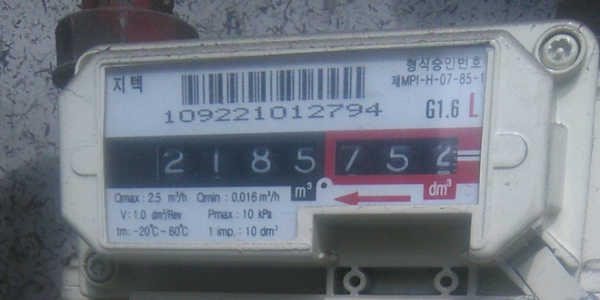 지텍
형식승인번호
제MPI-H-07-85-1
109221012794
G1.6 L
2185752
m³ dm³
Qmax : 2.5 m³/h Qmin : 0.016 m³/h
V: 1.0 dm³/Rev Pmax : 10 kPa
tm: -20℃~60℃ 1 imp. : 10 dm³